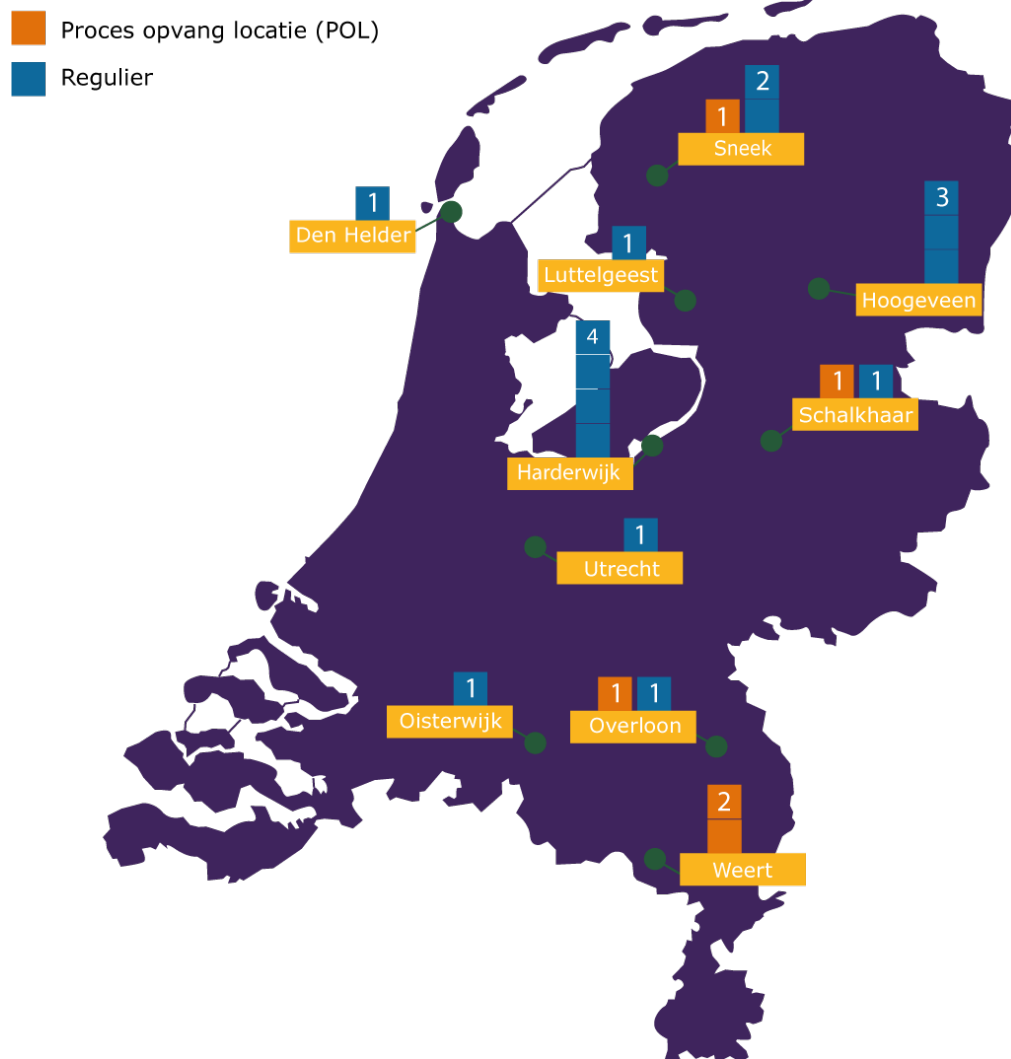 Proces opvang locatie (POL)
Regulier
2
1
Sneek
1
Den Helder
3
Hoogeveen
1
Luttelgeest
4
Harderwijk
1 1
Schalkhaar
1
Utrecht
1
Oisterwijk
1 1
Overloon
2
Weert